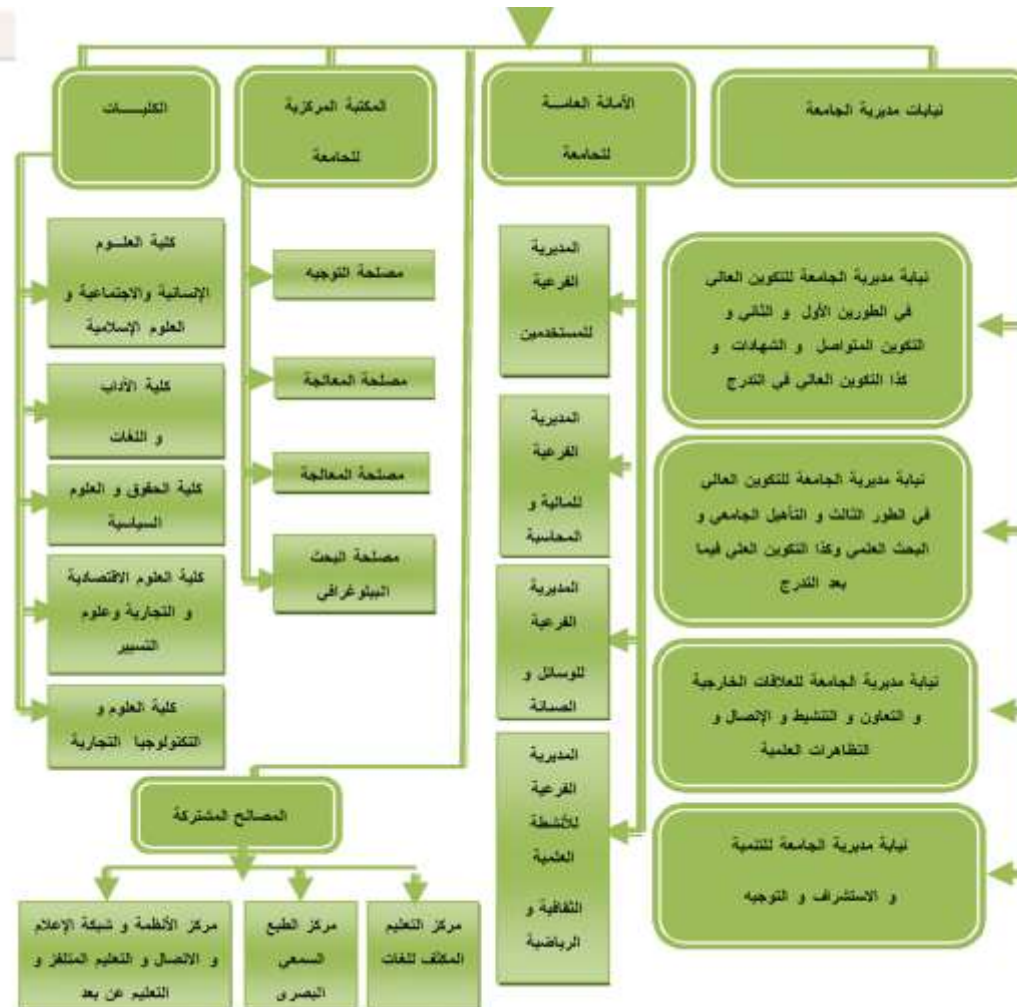 نيابات مديرية الجامعة
الأمانة العامـــة
للجامعة
المكتبة المركزية
للجامعة
الكليـــــات
نيابة مديرية الجامعة للتكوين العالي
في الطورين الأول و الثاني و
التكوين المتواصل و الشهادات و
كذا التكوين العالي في التدرج
نيابة مديرية الجامعة للتكوين العالي
في الطور الثالث و التأهيل الجامعي و
البحث العلمي وكذا التكوين العلي فيما
بعد التدرج
نيابة مديرية الجامعة للعلاقات الخارجية
و التعاون و التنشيط و الإتصال و
التظاهرات العلمية
نيابة مديرية الجامعة للتنمية
و الاستشراف و التوجيه
المديرية
الفرعية
للمستخدمين
المديرية
الفرعية
للمالية و
المحاسبة
المديرية
الفرعية
للوسائل و
الصيانة
المديرية
الفرعية
للأنشطة
العلمية
الثقافية و
الرياضية
مصلحة التوجيه
مصلحة المعالجة
مصلحة المعالجة
مصلحة البحث
البيلوغرافي
كلية العلـــوم
الإنسانية والاجتماعية و
العلوم الإسلامية
كلية الآداب
و اللغات
كلية الحقوق و العلوم
السياسية
كلية العلوم الاقتصادية
و التجارية وعلوم
التسيير
كلية العلوم و
التكنولوجيا التجارية
المصالح المشتركة
مركز التعليم
المكثف للغات
مركز الطبع
السمعي
البصري
مركز الأنظمة و شبكة الإعلام
و الاتصال و التعليم المتلفز و
التعليم عن بعد